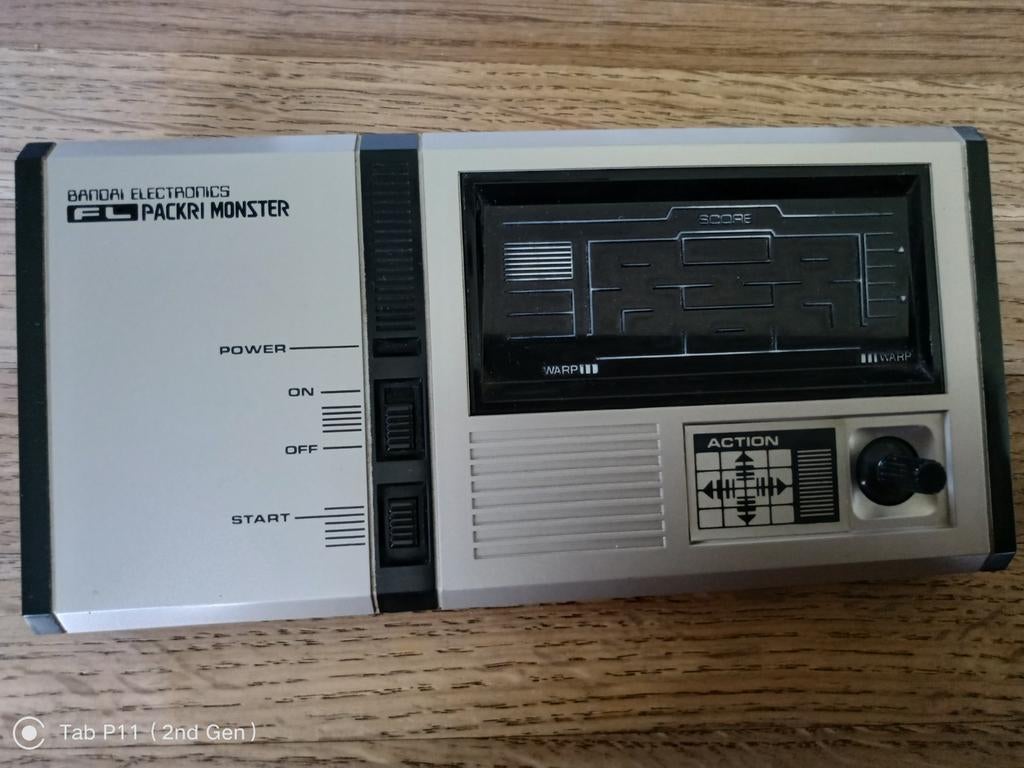 BANDAI ELECTRONICS
FL PACKRI MONSTER
POWER
ON
OFF
START
SCORE
WARP
WARP
ACTION
Tab P11 (2nd Gen)